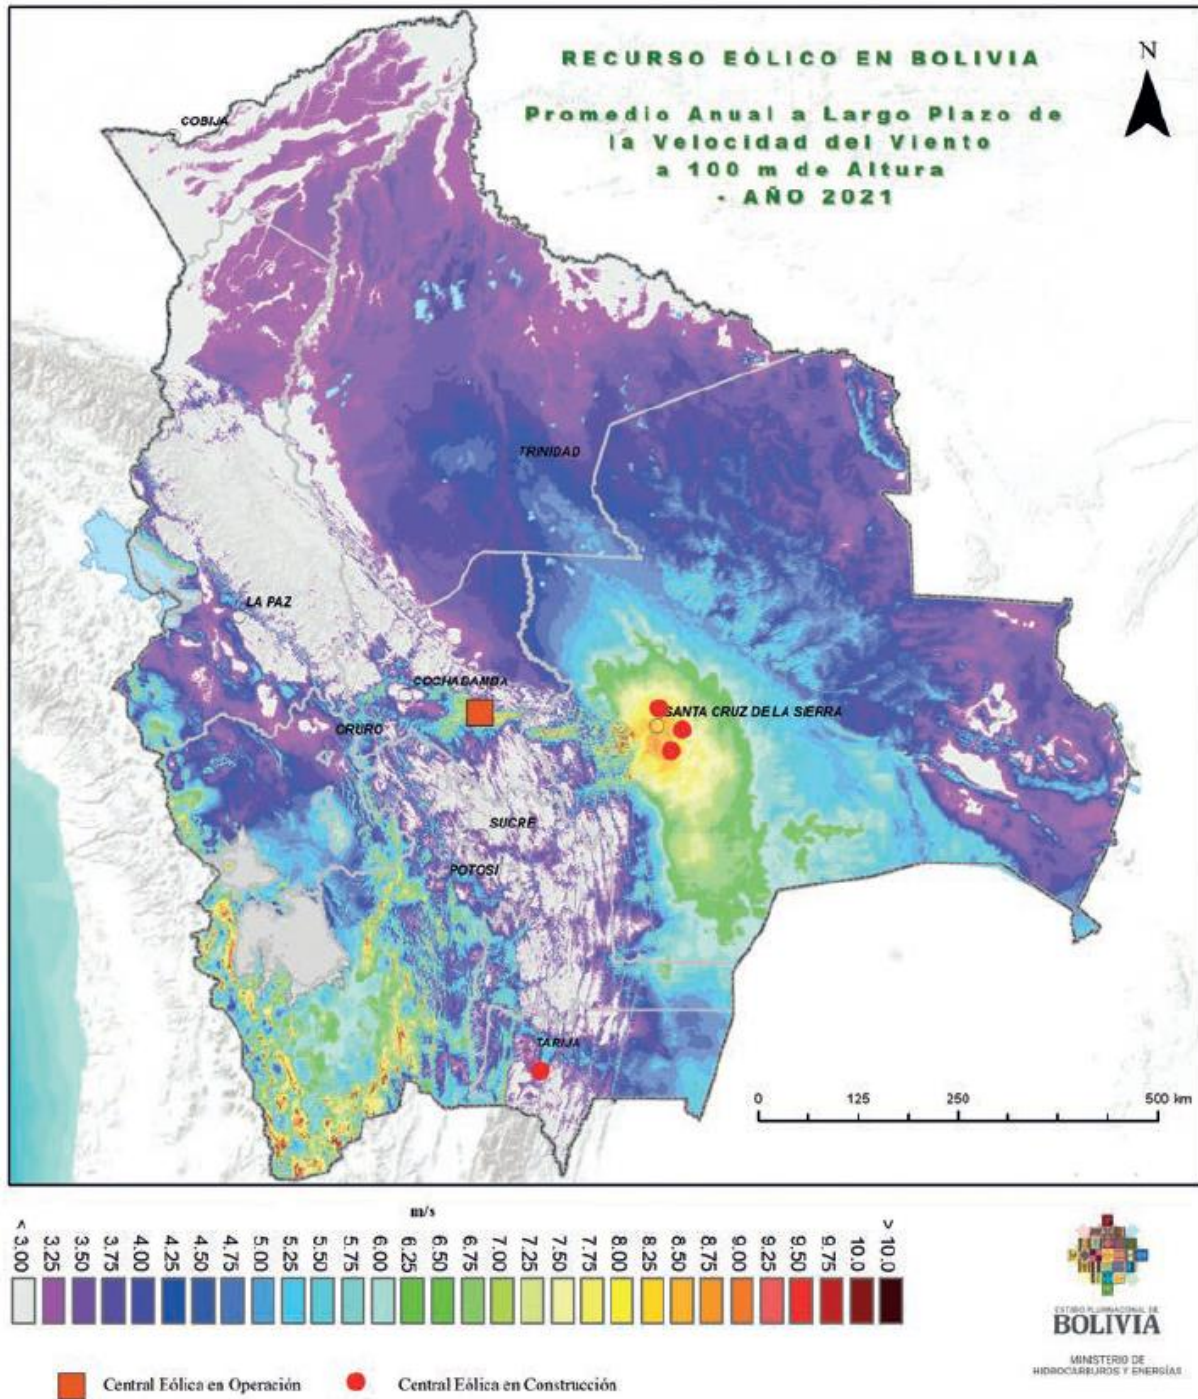 RECURSO EÓLICO EN BOLIVIA
Promedio Anual a Largo Plazo de
la Velocidad del Viento
a 100 m de Altura
- AÑO 2021
N
COBIJA
TRINIDAD
LA PAZ
COCHABAMBA
SANTA CRUZ DE LA SIERRA
ORURO
SUCRE
POTOSI
TARIJA
0 125 250 500 km
m/s
< 3.00 3.25 3.50 3.75 4.00 4.25 4.50 4.75 5.00 5.25 5.50 5.75 6.00 6.25 6.50 6.75 7.00 7.25 7.50 7.75 8.00 8.25 8.50 8.75 9.00 9.25 9.50 9.75 10.0 > 10.0
ESTADO PLURINACIONAL DE
BOLIVIA
MINISTERIO DE
HIDROCARBUROS Y ENERGÍAS
Central Eólica en Operación
Central Eólica en Construcción